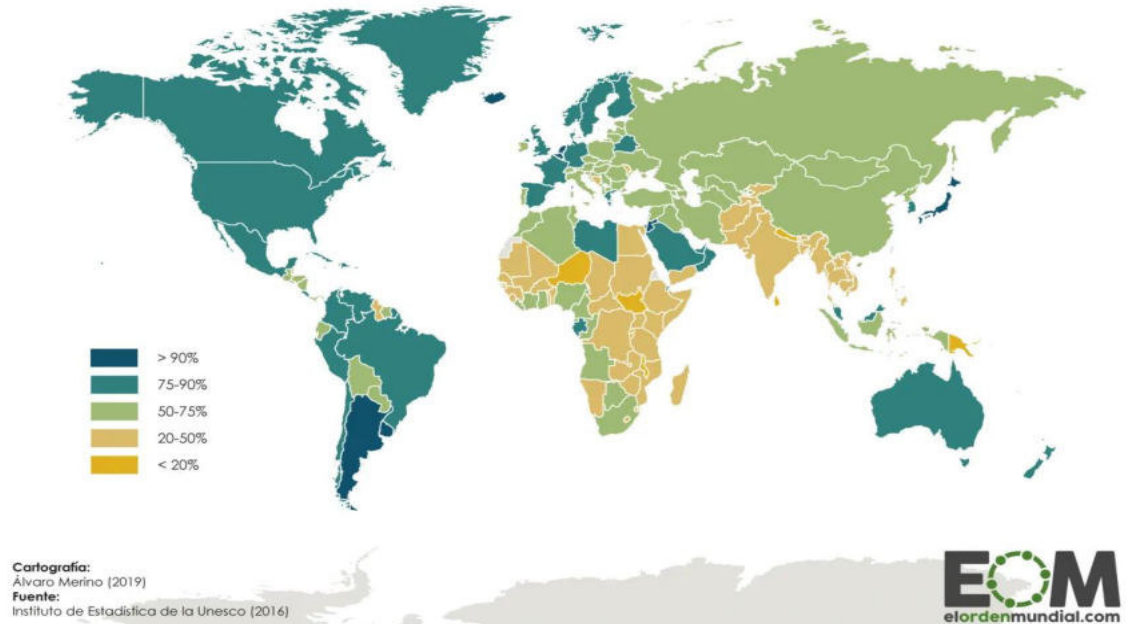 > 90%
75-90%
50-75%
20-50%
< 20%
Cartografía:
Álvaro Merino (2019)
Fuente:
Instituto de Estadística de la Unesco (2016)
EOM
elordenmundial.com